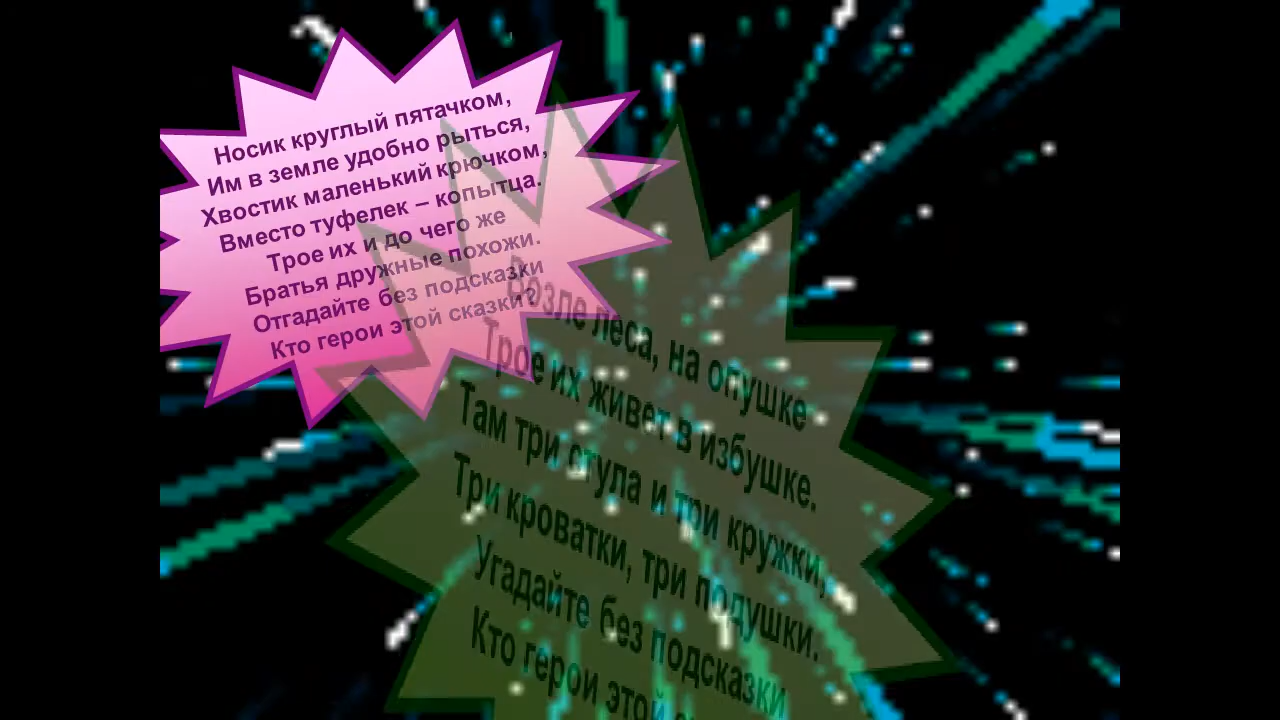 Носик круглый пятачком,
Им в земле удобно рыться,
Хвостик маленький крючком,
Вместо туфелек – копытца.
Трое их и до чего же
Братья дружные похожи.
Отгадайте без подсказки
Кто герои этой сказки?
Возле леса, на опушке
Трое их живет в избушке.
Там три стула и три кружки,
Три кроватки, три подушки.
Угадайте без подсказки
Кто герои этой